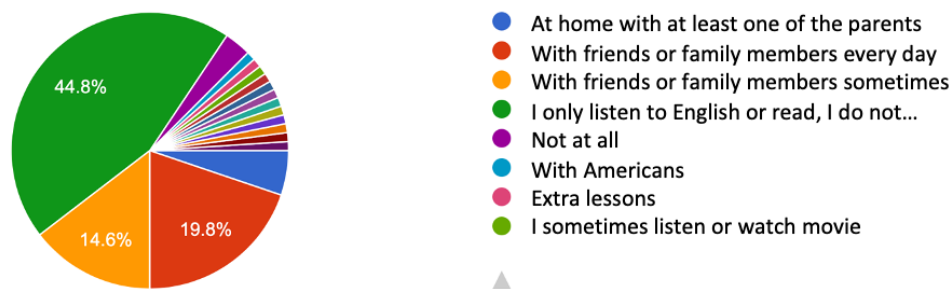 44.8%
14.6%
19.8%
At home with at least one of the parents
With friends or family members every day
With friends or family members sometimes
I only listen to English or read, I do not...
Not at all
With Americans
Extra lessons
I sometimes listen or watch movie